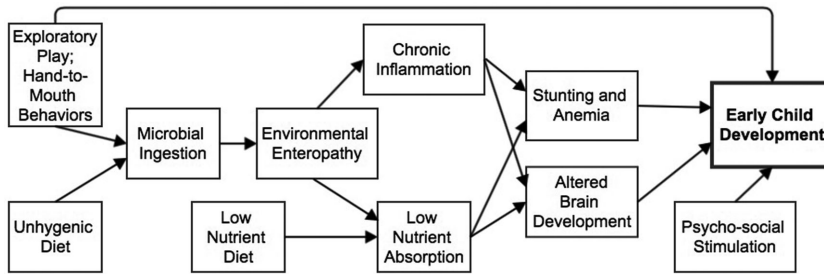 Exploratory
Play;
Hand-to-
Mouth
Behaviors
Microbial
Ingestion
Unhygenic
Diet
Environmental
Enteropathy
Low
Nutrient
Diet
Chronic
Inflammation
Low
Nutrient
Absorption
Stunting and
Anemia
Altered
Brain
Development
Early Child
Development
Psycho-social
Stimulation